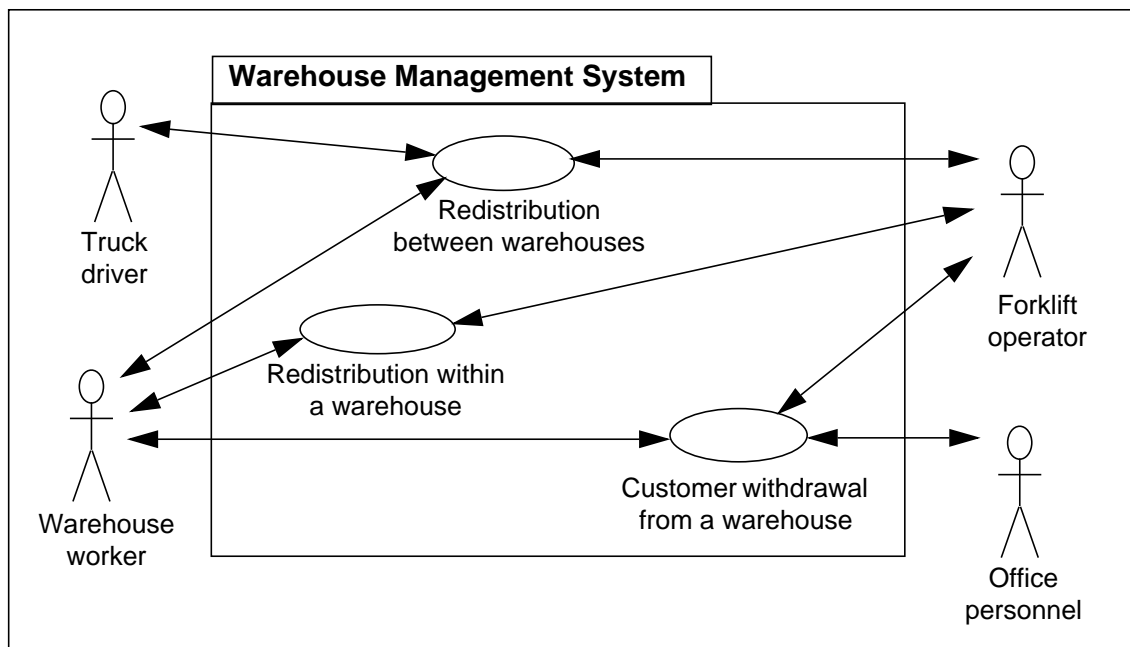 Warehouse Management System
Truck
driver
Redistribution
between warehouses
Forklift
operator
Redistribution within
a warehouse
Warehouse
worker
Customer withdrawal
from a warehouse
Office
personnel